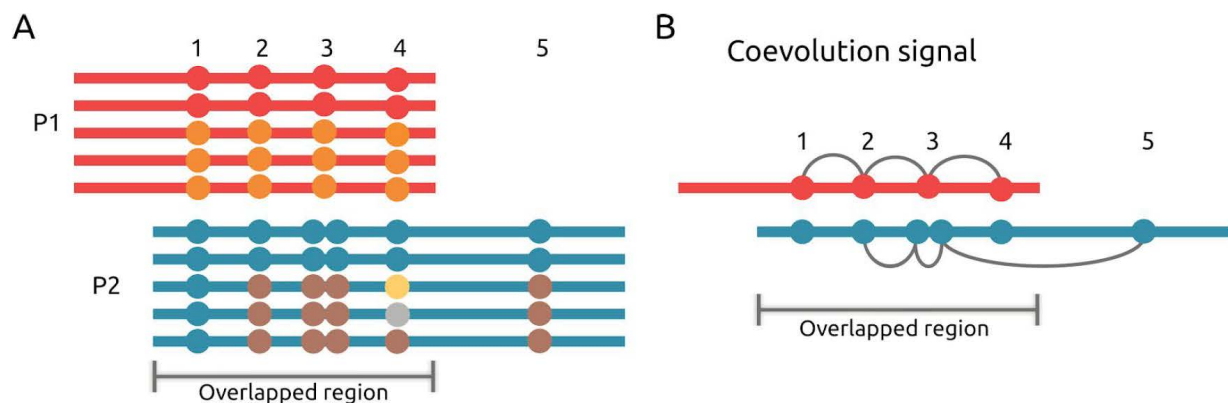 A
1 2 3 4 5
P1
P2
Overlapped region
B
Coevolution signal
1 2 3 4 5
Overlapped region